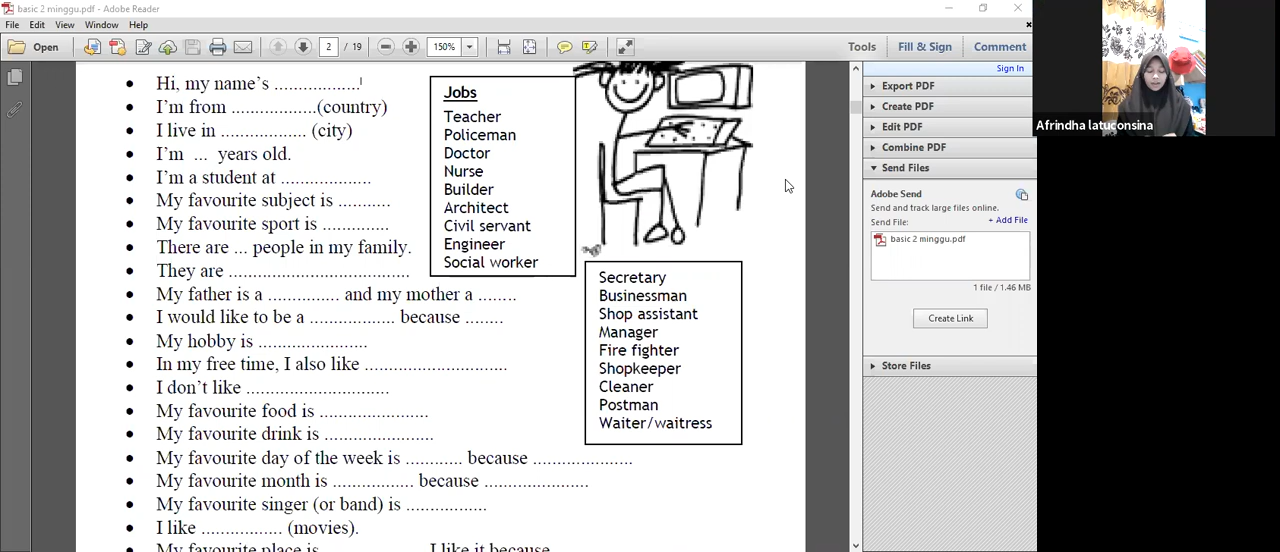 basic 2 minggu.pdf - Adobe Reader
File Edit View Window Help
Open 2 / 19 150% Tools Fill & Sign Comment
Sign In
Hi, my name's ..................!
I'm from .................(country)
I live in ................. (city)
I'm ... years old.
I'm a student at ..................
My favourite subject is ..........
My favourite sport is .............
There are ... people in my family.
They are ....................................
My father is a .............. and my mother a ........
I would like to be a ................. because ........
My hobby is ......................
In my free time, I also like ............................
I don't like ............................
My favourite food is ......................
My favourite drink is ......................
My favourite day of the week is ........... because ....................
My favourite month is ................ because .....................
My favourite singer (or band) is ................
I like ................. (movies).
My favourite place is I like it because
Jobs
Teacher
Policeman
Doctor
Nurse
Builder
Architect
Civil servant
Engineer
Social worker
Secretary
Businessman
Shop assistant
Manager
Fire fighter
Shopkeeper
Cleaner
Postman
Waiter/waitress
Export PDF
Create PDF
Edit PDF
Combine PDF
Send Files
Adobe Send
Send and track large files online.
Send File: + Add File
basic 2 minggu.pdf
1 file / 1.46 MB
Create Link
Store Files
Afrindha latuconsina